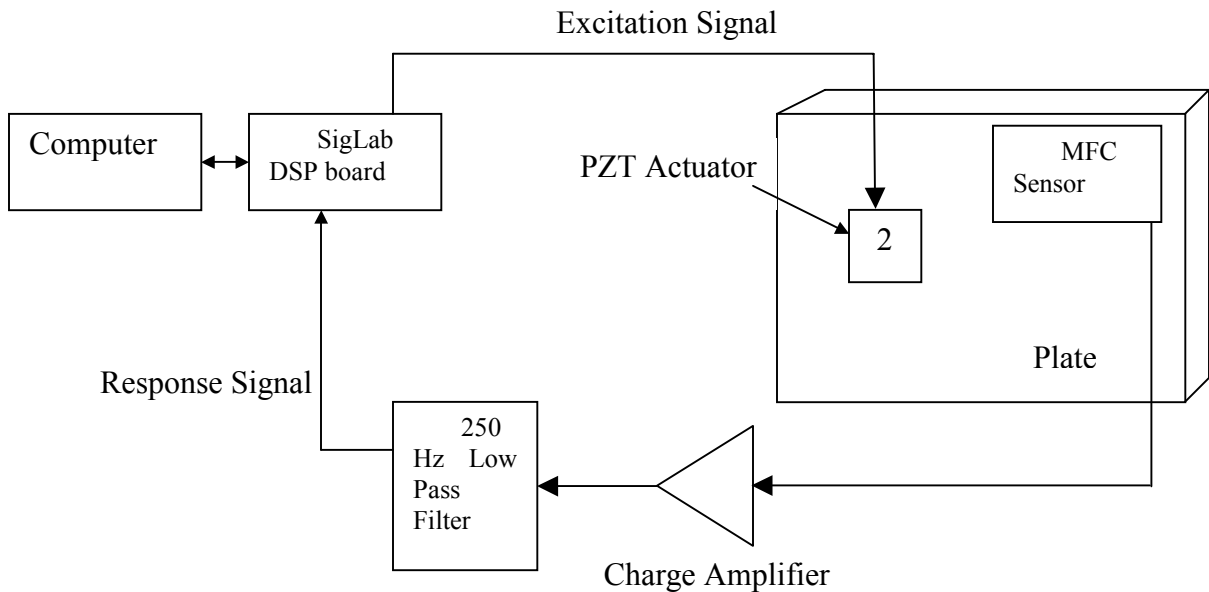 Excitation Signal
Computer
SigLab
DSP board
PZT Actuator
MFC
Sensor
2
Plate
Response Signal
250
Hz Low
Pass
Filter
Charge Amplifier